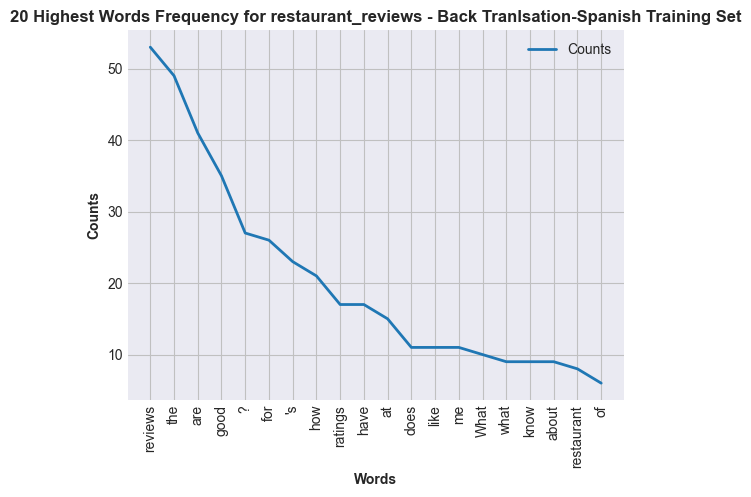 20 Highest Words Frequency for restaurant_reviews - Back Tranlsation-Spanish Training Set
Counts
50
40
30
20
10
Counts
reviews
the
are
good
?
for
's
how
ratings
have
at
does
like
me
What
what
know
about
restaurant
of
Words